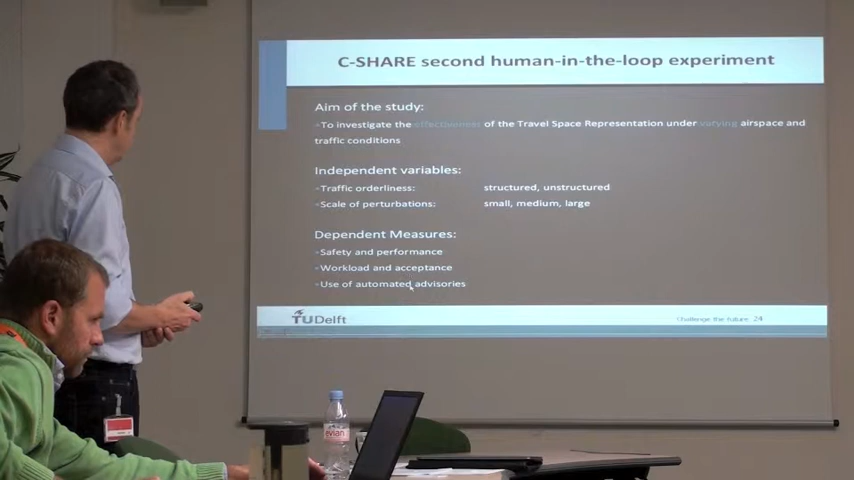 C-SHARE second human-in-the-loop experiment
Aim of the study:
•To investigate the effectiveness of the Travel Space Representation under varying airspace and
traffic conditions
Independent variables:
•Traffic orderliness: structured, unstructured
•Scale of perturbations: small, medium, large
Dependent Measures:
•Safety and performance
•Workload and acceptance
•Use of automated advisories
TUDelft
Challenge the future 24
evian